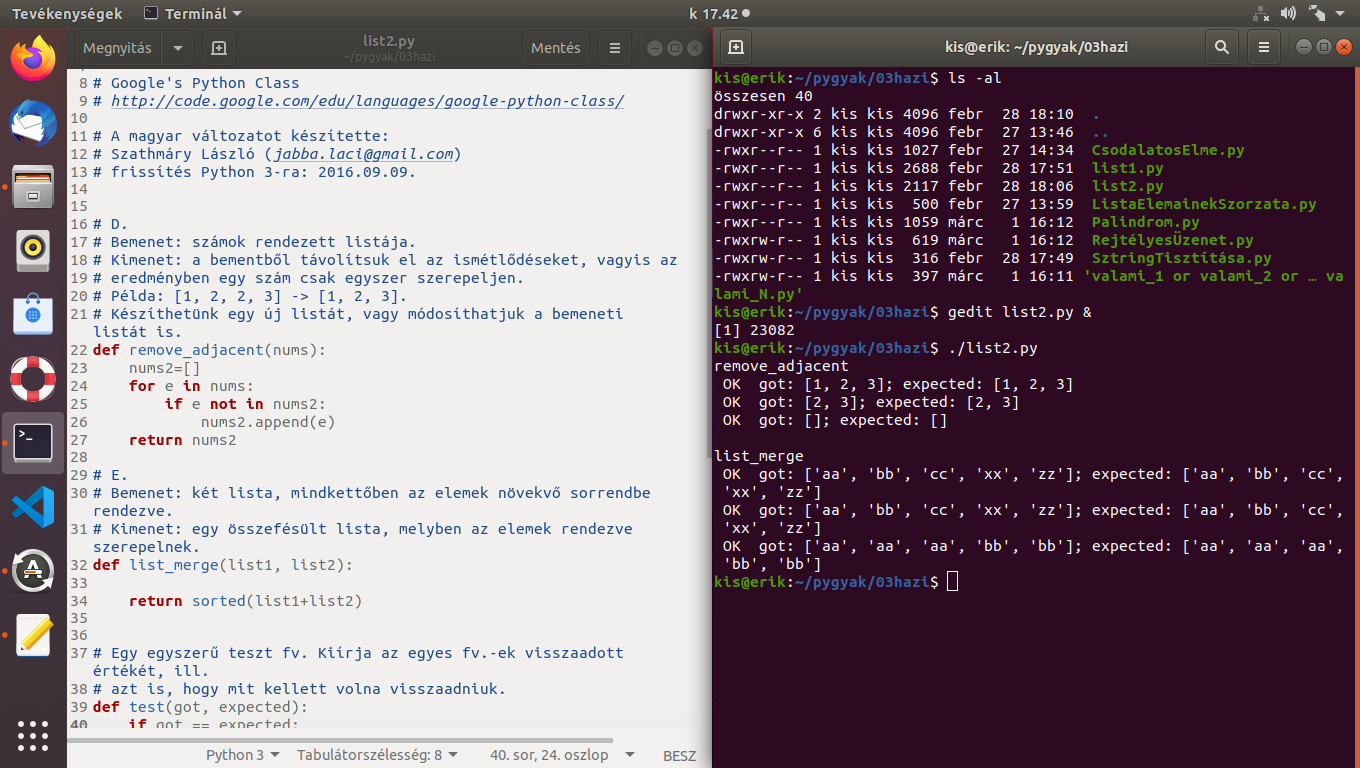 Tevékenységek Terminál k 17.42
Megnyitás list2.py Mentés
~/pygyak/03hazi
8 # Google's Python Class
9 # http://code.google.com/edu/languages/google-python-class/
10
11 # A magyar változatot készítette:
12 # Szathmáry László (jabba.laci@gmail.com)
13 # frissítés Python 3-ra: 2016.09.09.
14
15
16 # D.
17 # Bemenet: számok rendezett listája.
18 # Kimenet: a bementből távolítsuk el az ismétlődéseket, vagyis az
19 # eredményben egy szám csak egyszer szerepeljen.
20 # Példa: [1, 2, 2, 3] -> [1, 2, 3].
21 # Készíthetünk egy új listát, vagy módosíthatjuk a bemeneti
listát is.
22 def remove_adjacent(nums):
23     nums2=[]
24     for e in nums:
25         if e not in nums2:
26             nums2.append(e)
27     return nums2
28
29 # E.
30 # Bemenet: két lista, mindkettőben az elemek növekvő sorrendbe
rendezve.
31 # Kimenet: egy összefésült lista, melyben az elemek rendezve
szerepelnek.
32 def list_merge(list1, list2):
33
34     return sorted(list1+list2)
35
36
37 # Egy egyszerű teszt fv. Kiírja az egyes fv.-ek visszaadott
értékét, ill.
38 # azt is, hogy mit kellett volna visszaadniuk.
39 def test(got, expected):
40     if got == expected:
Python 3 Tabulátorszélesség: 8 40. sor, 24. oszlop BESZ
kis@erik: ~/pygyak/03hazi
kis@erik:~/pygyak/03hazi$ ls -al
összesen 40
drwxr-xr-x 2 kis kis 4096 febr  28 18:10  .
drwxr-xr-x 6 kis kis 4096 febr  27 13:46  ..
-rwxr--r-- 1 kis kis 1027 febr  27 14:34  CsodalatosElme.py
-rwxr--r-- 1 kis kis 2688 febr  28 17:51  list1.py
-rwxr--r-- 1 kis kis 2117 febr  28 18:06  list2.py
-rwxr--r-- 1 kis kis  500 febr  27 13:59  ListaElemainekSzorzata.py
-rwxr--r-- 1 kis kis 1059 márc   1 16:12  Palindrom.py
-rwxrw-r-- 1 kis kis  619 márc   1 16:12  RejtélyesÜzenet.py
-rwxrw-r-- 1 kis kis  316 febr  28 17:49  SztringTisztítása.py
-rwxrw-r-- 1 kis kis  397 márc   1 16:11 'valami_1 or valami_2 or … va
lami_N.py'
kis@erik:~/pygyak/03hazi$ gedit list2.py &
[1] 23082
kis@erik:~/pygyak/03hazi$ ./list2.py
remove_adjacent
 OK  got: [1, 2, 3]; expected: [1, 2, 3]
 OK  got: [2, 3]; expected: [2, 3]
 OK  got: []; expected: []

list_merge
 OK  got: ['aa', 'bb', 'cc', 'xx', 'zz']; expected: ['aa', 'bb', 'cc',
 'xx', 'zz']
 OK  got: ['aa', 'bb', 'cc', 'xx', 'zz']; expected: ['aa', 'bb', 'cc',
 'xx', 'zz']
 OK  got: ['aa', 'aa', 'aa', 'bb', 'bb']; expected: ['aa', 'aa', 'aa',
 'bb', 'bb']
kis@erik:~/pygyak/03hazi$